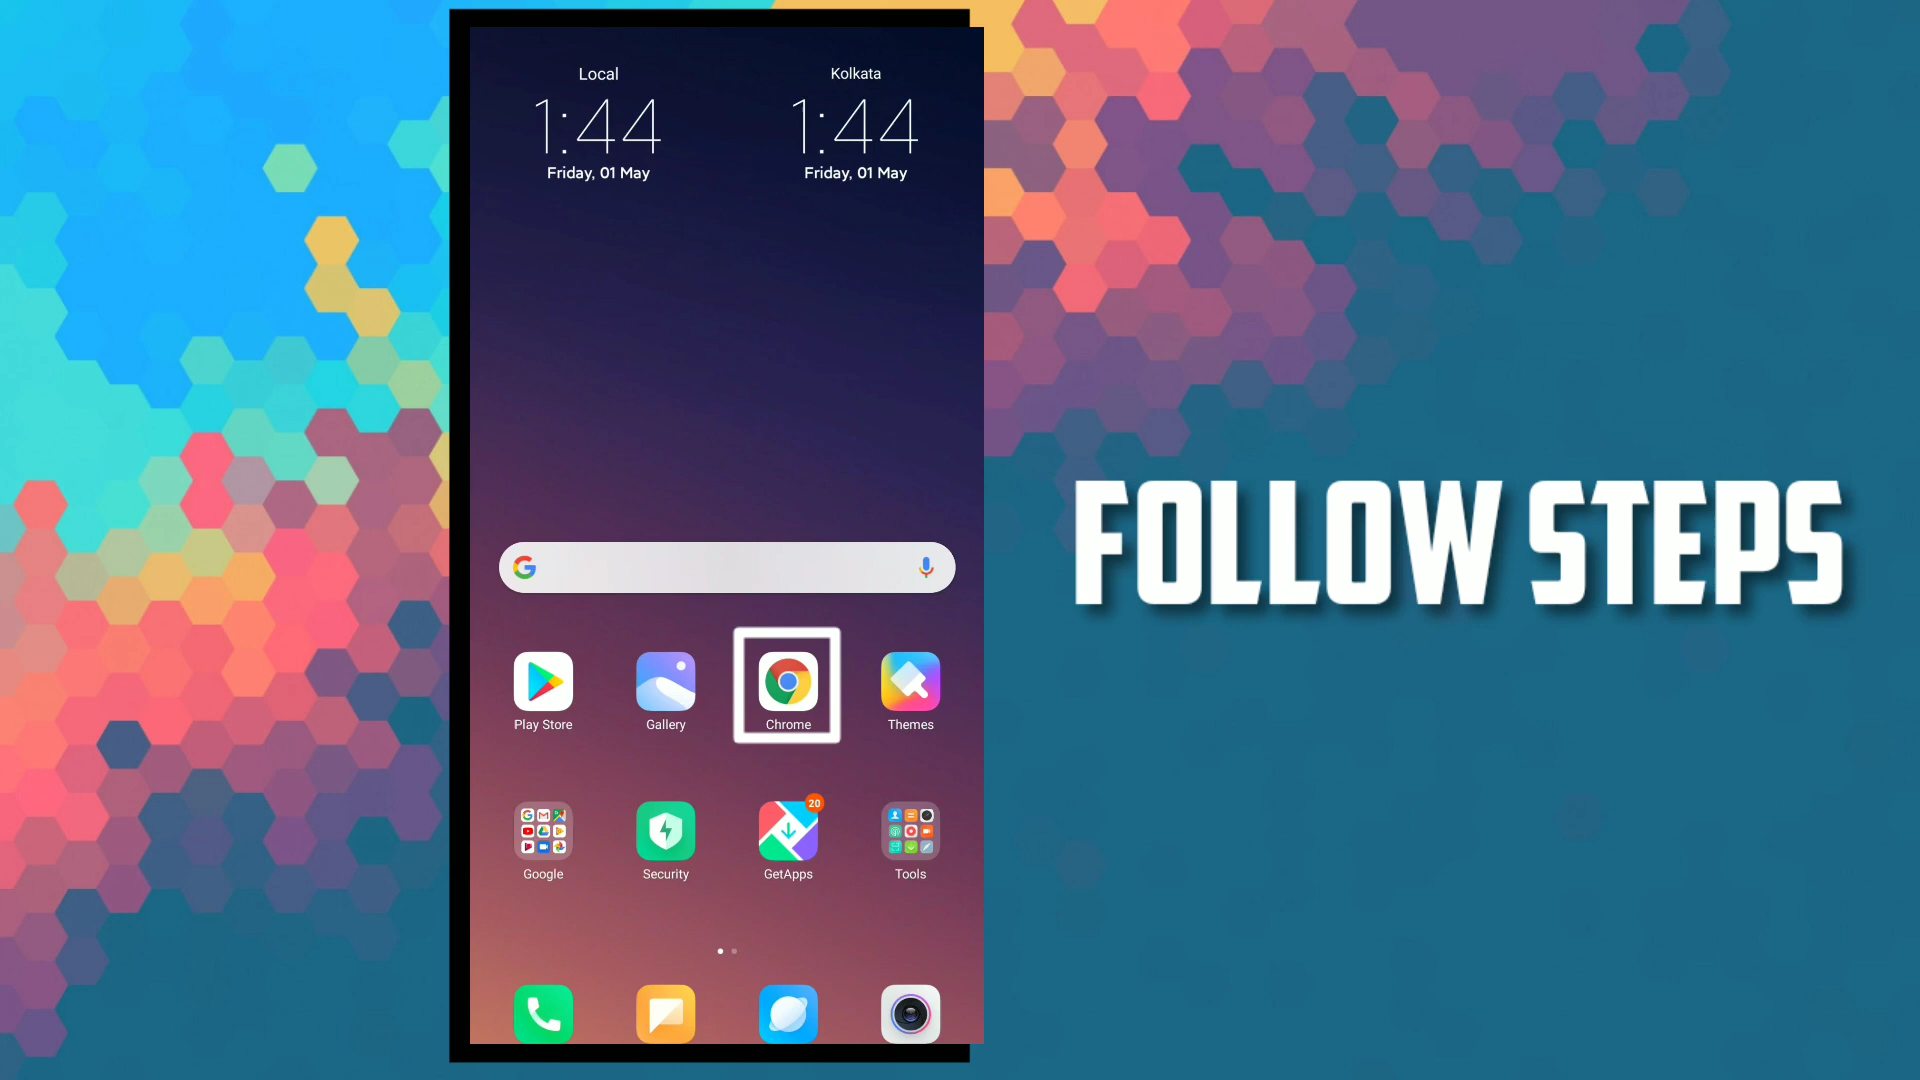 Local
Kolkata
1:44
1:44
Friday, 01 May
Friday, 01 May
FOLLOW STEPS
Play Store
Gallery
Chrome
Themes
20
Google
Security
GetApps
Tools